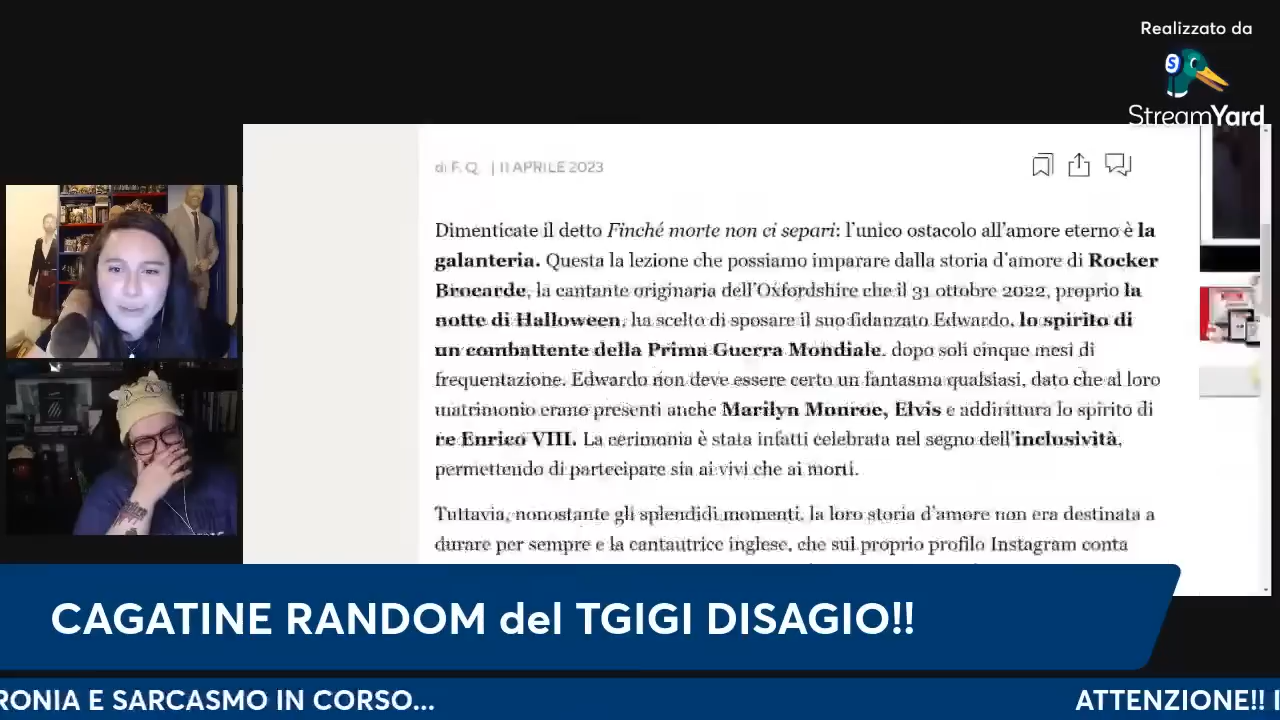 Realizzato da
S
StreamYard
di F. Q. | 11 APRILE 2023
Dimenticate il detto Finché morte non ci separi: l'unico ostacolo all'amore eterno è la
galanteria. Questa la lezione che possiamo imparare dalla storia d'amore di Rocker
Brocarde, la cantante originaria dell'Oxfordshire che il 31 ottobre 2022, proprio la
notte di Halloween, ha scelto di sposare il suo fidanzato Edwardo, lo spirito di
un combattente della Prima Guerra Mondiale, dopo soli cinque mesi di
frequentazione. Edwardo non deve essere certo un fantasma qualsiasi, dato che al loro
matrimonio erano presenti anche Marilyn Monroe, Elvis e addirittura lo spirito di
re Enrico VIII. La cerimonia è stata infatti celebrata nel segno dell'inclusività,
permettendo di partecipare sia ai vivi che ai morti.
Tuttavia, nonostante gli splendidi momenti, la loro storia d'amore non era destinata a
durare per sempre e la cantautrice inglese, che sul proprio profilo Instagram conta
CAGATINE RANDOM del TGIGI DISAGIO!!
RONIA E SARCASMO IN CORSO... ATTENZIONE!!